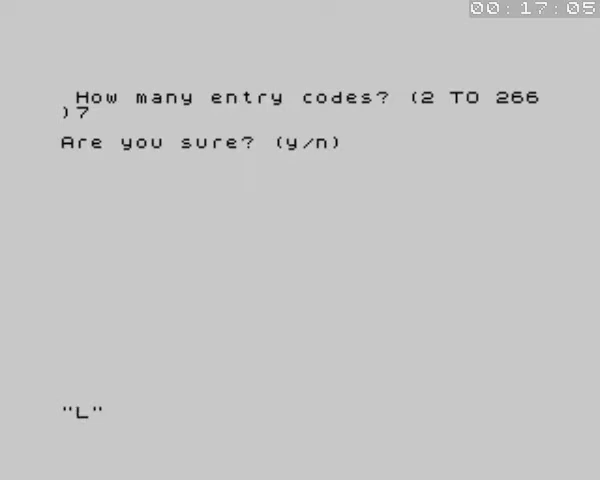 00:17:05
How many entry codes? (2 TO 266
)7
Are you sure? (y/n)
"L"